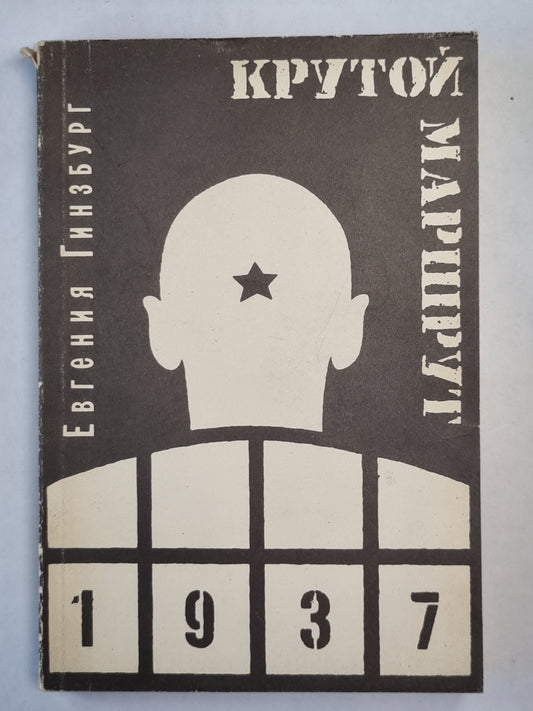 Евгения Гинзбург
КРУТОЙ
МАРШРУТ
1937